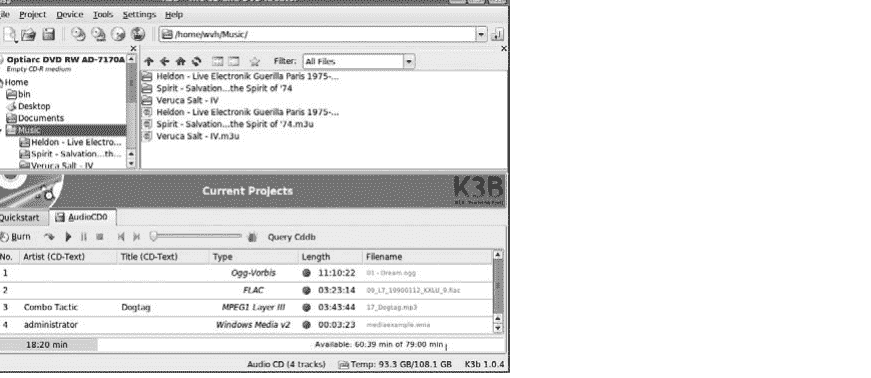 Project Device Tools Settings Help
/home/wvh/Music/
Optiarc DVD RW AD-7170A
Empty CD-R medium
Filter: All Files
Home
bin
Desktop
Documents
Music
Heldon - Live Electro...
Spirit - Salvation...th...
Veruca Salt - IV
Heldon - Live Electronik Guerilla Paris 1975-...
Spirit - Salvation...the Spirit of '74
Veruca Salt - IV
Heldon - Live Electronik Guerilla Paris 1975-...
Spirit - Salvation...the Spirit of '74.m3u
Veruca Salt - IV.m3u
Current Projects
K3B
Quickstart AudioCD0
Burn Query Cddb
No. Artist (CD-Text) Title (CD-Text) Type Length Filename
1 Ogg-Vorbis 11:10:22 01 - Dream.ogg
2 FLAC 03:23:14
3 Combo Tactic Dogtag MPEG1 Layer III 03:43:44 17_Dogtag.mp3
4 administrator Windows Media v2 00:03:23 mediaexample.wma
18:20 min Available: 60:39 min of 79:00 min
Audio CD (4 tracks) Temp: 93.3 GB/108.1 GB K3b 1.0.4